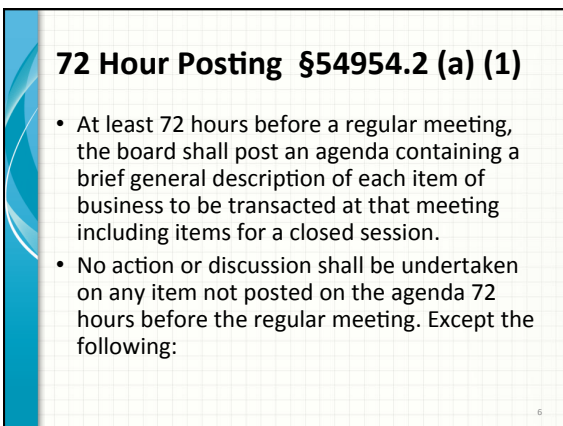 72 Hour Posting §54954.2 (a) (1)
• At least 72 hours before a regular meeting,
the board shall post an agenda containing a
brief general description of each item of
business to be transacted at that meeting
including items for a closed session.
• No action or discussion shall be undertaken
on any item not posted on the agenda 72
hours before the regular meeting. Except the
following:
6